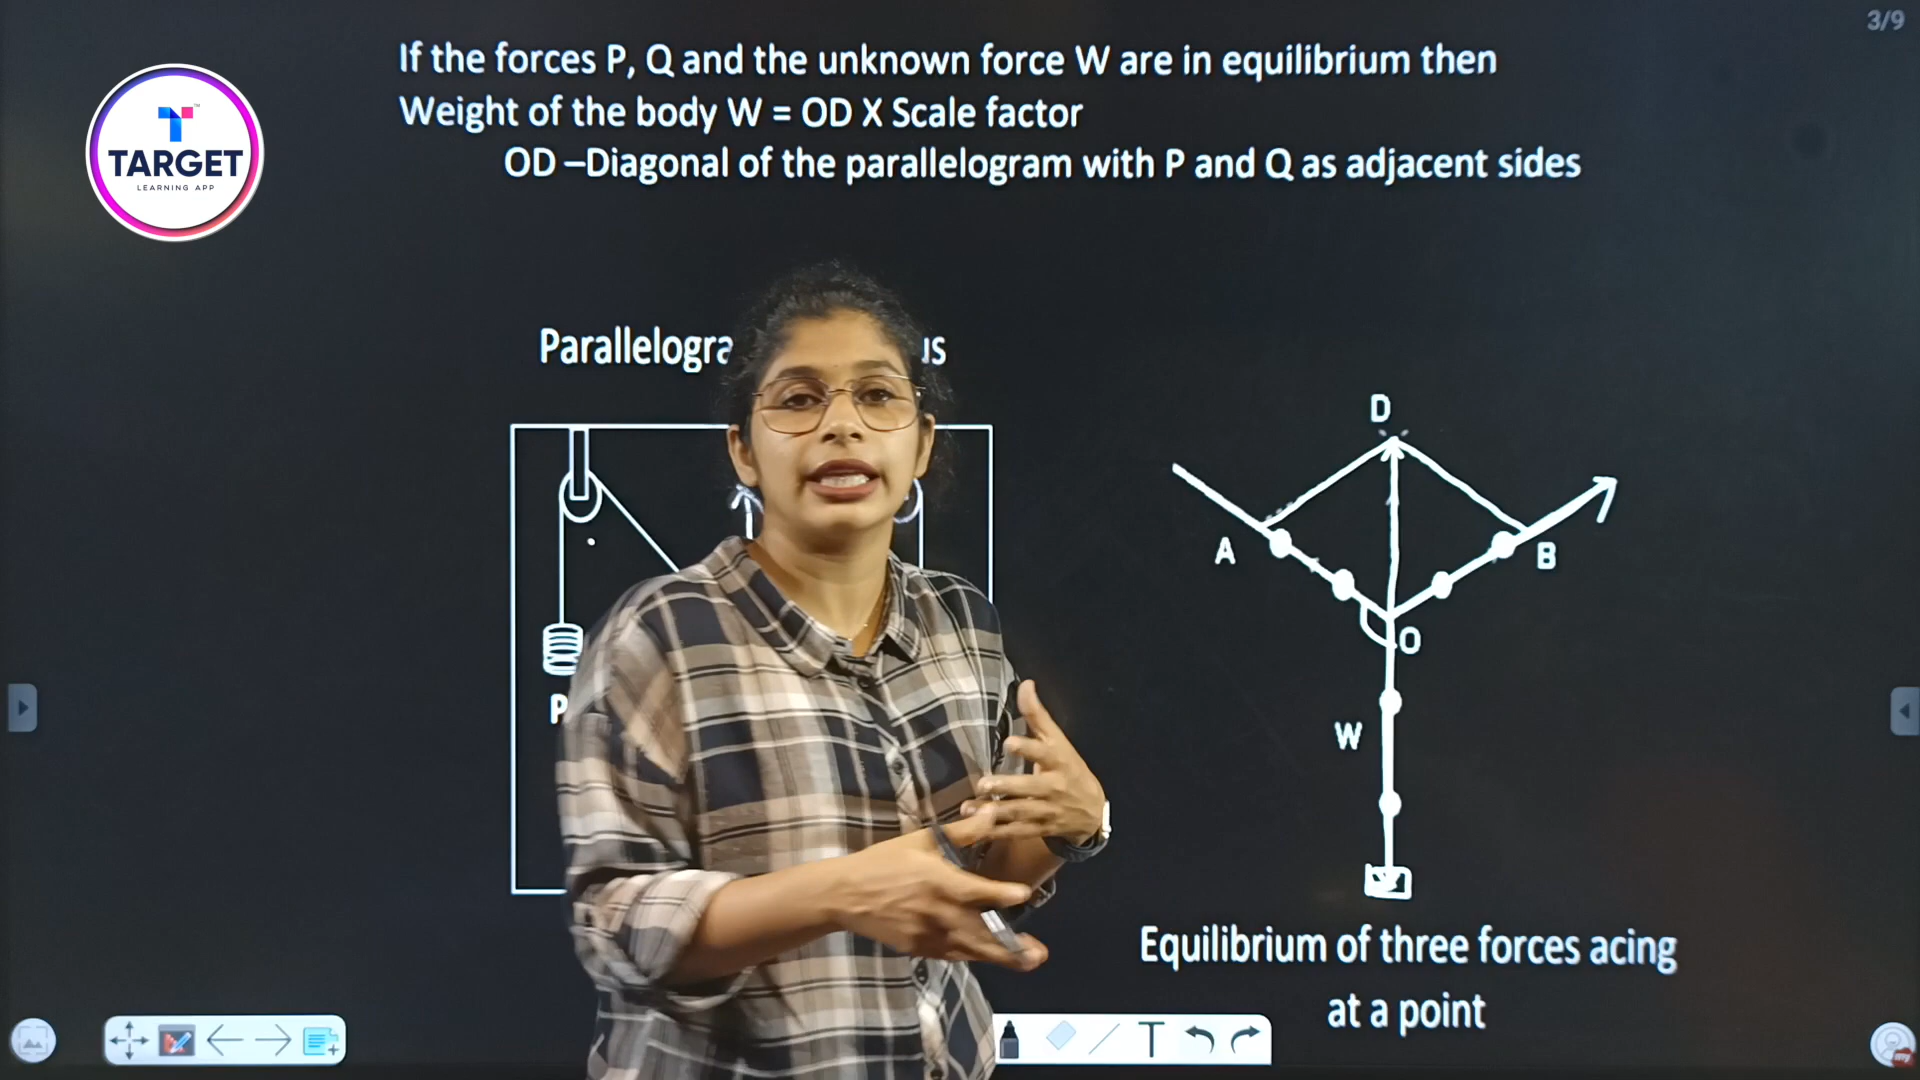 3/9
If the forces P, Q and the unknown force W are in equilibrium then
Weight of the body W = OD X Scale factor
OD –Diagonal of the parallelogram with P and Q as adjacent sides
T
TARGET
LEARNING APP
D
A
B
O
W
P
Equilibrium of three forces acing
at a point
T